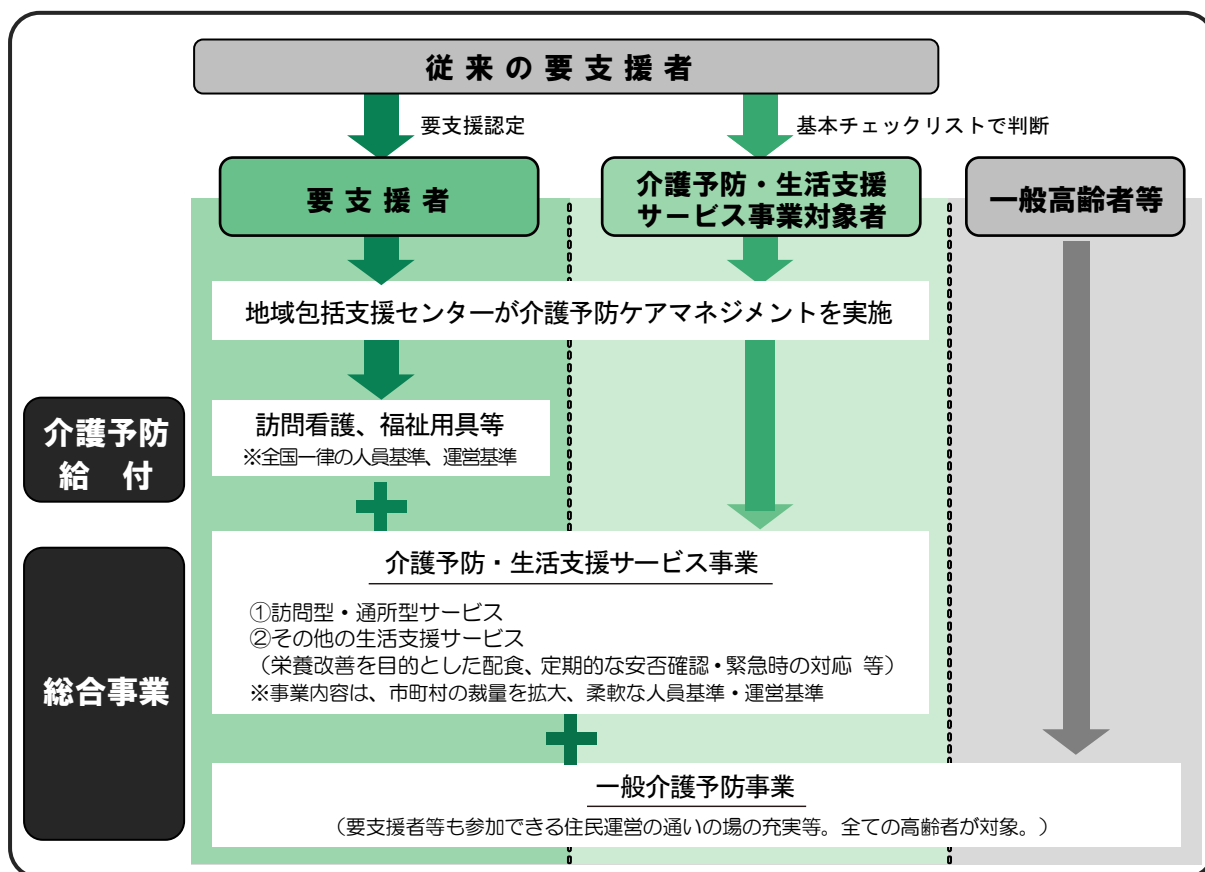 従来の要支援者
要支援認定
基本チェックリストで判断
要支援者
介護予防・生活支援
サービス事業対象者
一般高齢者等
地域包括支援センターが介護予防ケアマネジメントを実施
介護予防
給　付
訪問看護、福祉用具等
※全国一律の人員基準、運営基準
総合事業
介護予防・生活支援サービス事業
①訪問型・通所型サービス
②その他の生活支援サービス
（栄養改善を目的とした配食、定期的な安否確認・緊急時の対応 等）
※事業内容は、市町村の裁量を拡大、柔軟な人員基準・運営基準
一般介護予防事業
（要支援者等も参加できる住民運営の通いの場の充実等。全ての高齢者が対象。）